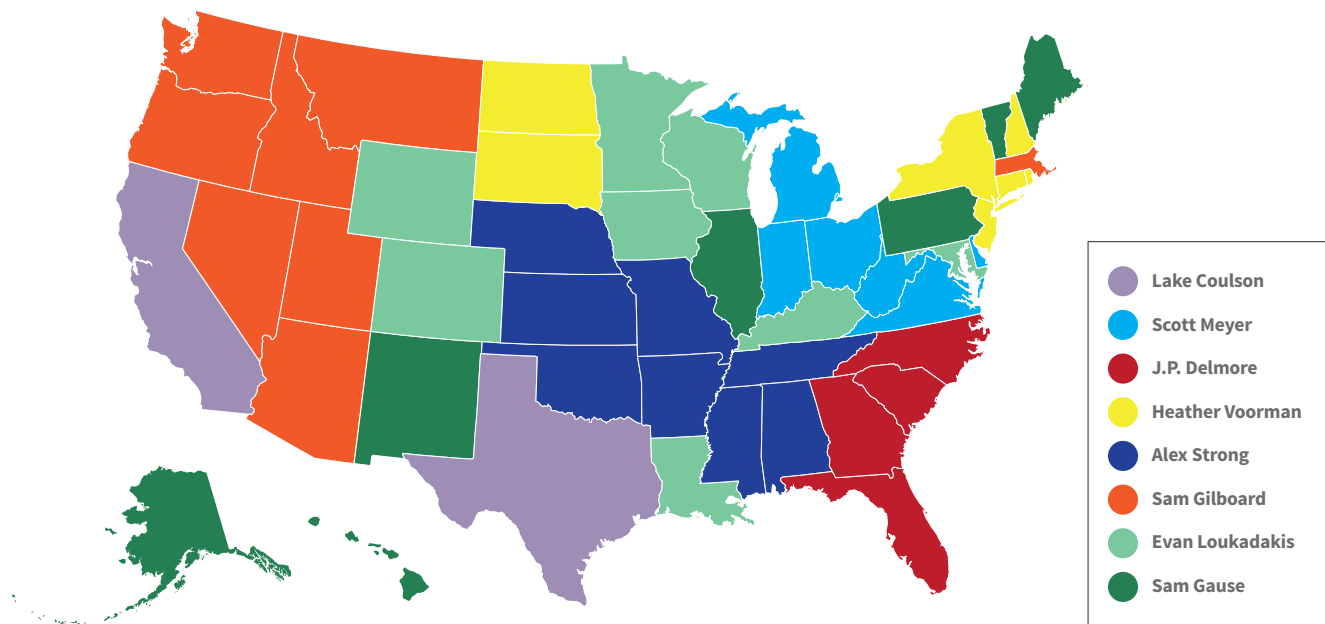 Lake Coulson
Scott Meyer
J.P. Delmore
Heather Voorman
Alex Strong
Sam Gilboard
Evan Loukadakis
Sam Gause